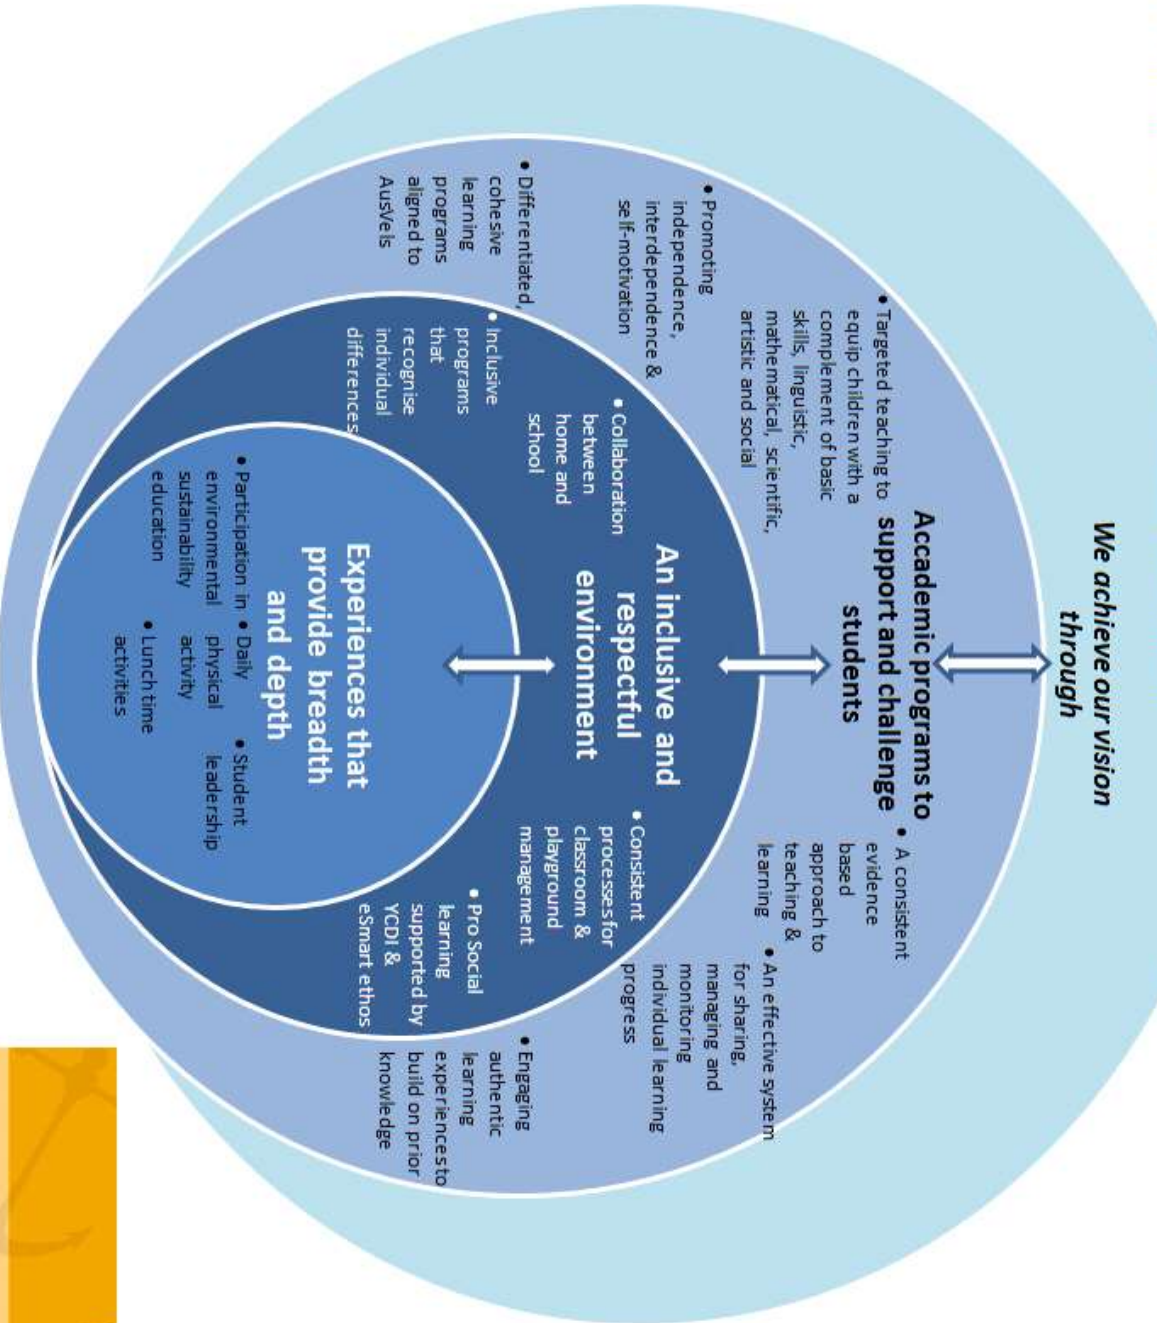 We achieve our vision
through
Accademic programs to
support and challenge
students
• Targeted teaching to
equip children with a
complement of basic
skills, linguistic,
mathematical, scientific,
artistic and social
• Promoting
independence,
interdependence &
self-motivation
• Differentiated,
cohesive
learning
programs
aligned to
AusVels
• A consistent
evidence
based
approach to
teaching &
learning
• An effective system
for sharing,
managing and
monitoring
individual learning
progress
• Engaging
authentic
learning
experiences to
build on prior
knowledge
An inclusive and
respectful
environment
• Collaboration
between
home and
school
• Inclusive
programs
that
recognise
individual
differences
• Consistent
processes for
classroom &
playground
management
• Pro Social
learning
supported by
YCDI &
eSmart ethos
Experiences that
provide breadth
and depth
• Participation in
environmental
sustainability
education
• Daily
physical
activity
• Lunch time
activities
• Student
leadership